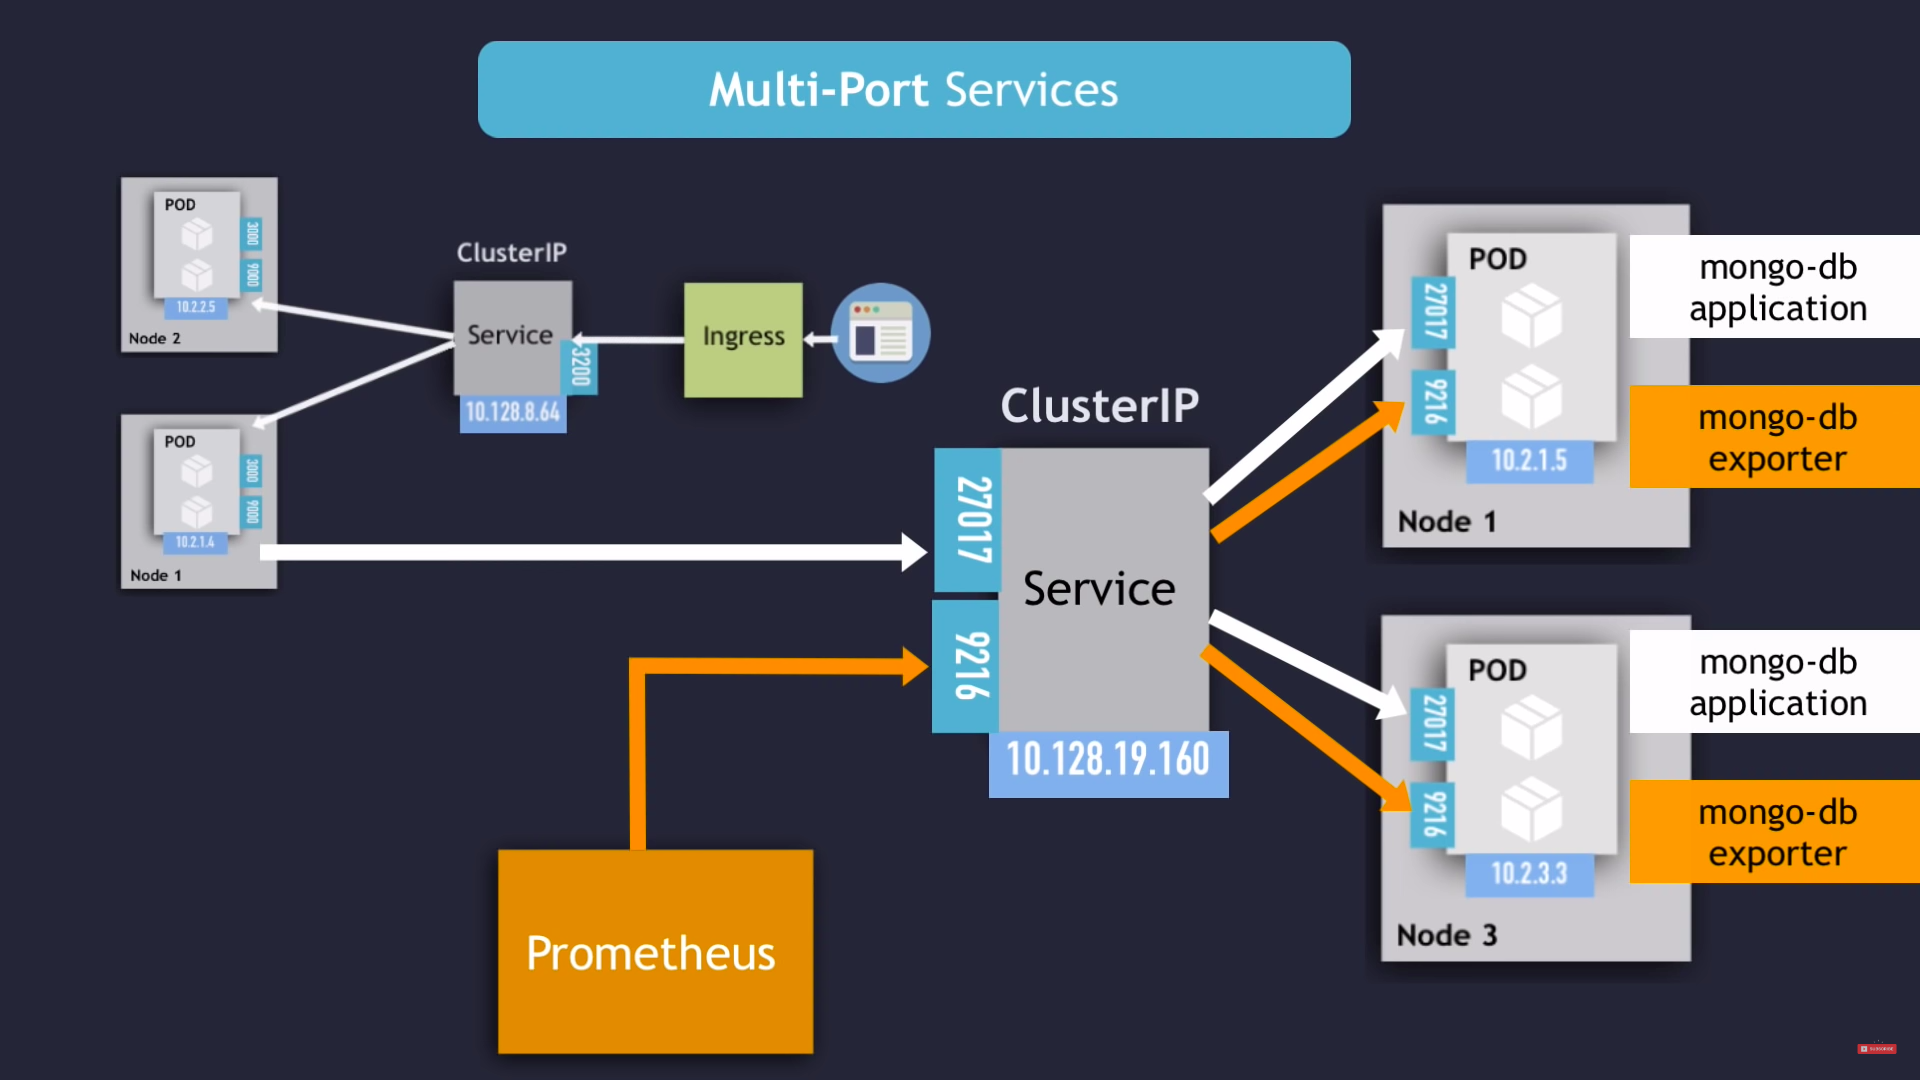 Multi-Port Services
POD
3000
9000
10.2.2.5
Node 2
ClusterIP
Service
3200
10.128.8.64
Ingress
POD
3000
9000
10.2.1.4
Node 1
ClusterIP
27017
9216
Service
10.128.19.160
Prometheus
POD
27017
9216
10.2.1.5
Node 1
mongo-db
application
mongo-db
exporter
POD
27017
9216
10.2.3.3
Node 3
mongo-db
application
mongo-db
exporter
SUBSCRIBE